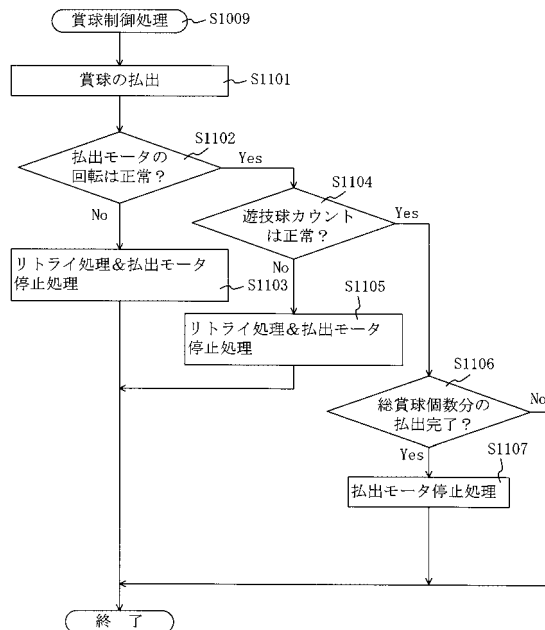 賞球制御処理
S1009
賞球の払出
S1101
S1102
払出モータの
回転は正常?
Yes
No
S1104
遊技球カウント
は正常?
Yes
No
リトライ処理&払出モータ
停止処理
S1103
S1105
リトライ処理&払出モータ
停止処理
S1106
総賞球個数分の
払出完了?
No
Yes
S1107
払出モータ停止処理
終 了